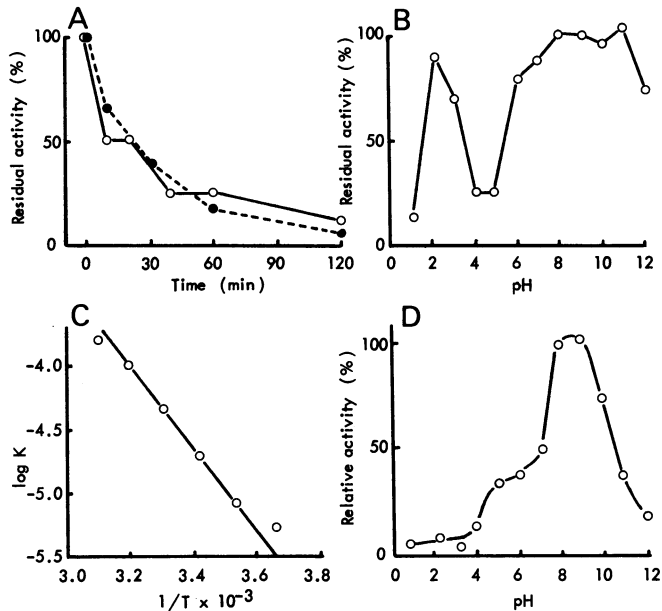 A
Residual activity (%)
100
50
0
0 30 60 90 120
Time (min)
B
Residual activity (%)
100
50
0
0 2 4 6 8 10 12
pH
C
log K
-4.0
-4.5
-5.0
-5.5
3.0 3.2 3.4 3.6 3.8
1/T × 10⁻³
D
Relative activity (%)
100
50
0
0 2 4 6 8 10 12
pH